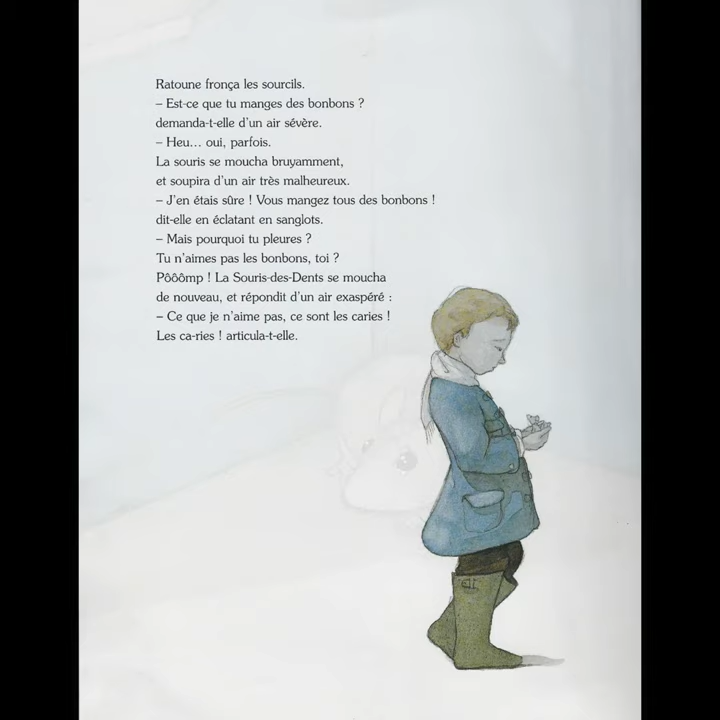 Ratoune fronça les sourcils.
– Est-ce que tu manges des bonbons ?
demanda-t-elle d'un air sévère.
– Heu... oui, parfois.
La souris se moucha bruyamment,
et soupira d'un air très malheureux.
– J'en étais sûre ! Vous mangez tous des bonbons !
dit-elle en éclatant en sanglots.
– Mais pourquoi tu pleures ?
Tu n'aimes pas les bonbons, toi ?
Pôôômp ! La Souris-des-Dents se moucha
de nouveau, et répondit d'un air exaspéré :
– Ce que je n'aime pas, ce sont les caries !
Les ca-ries ! articula-t-elle.